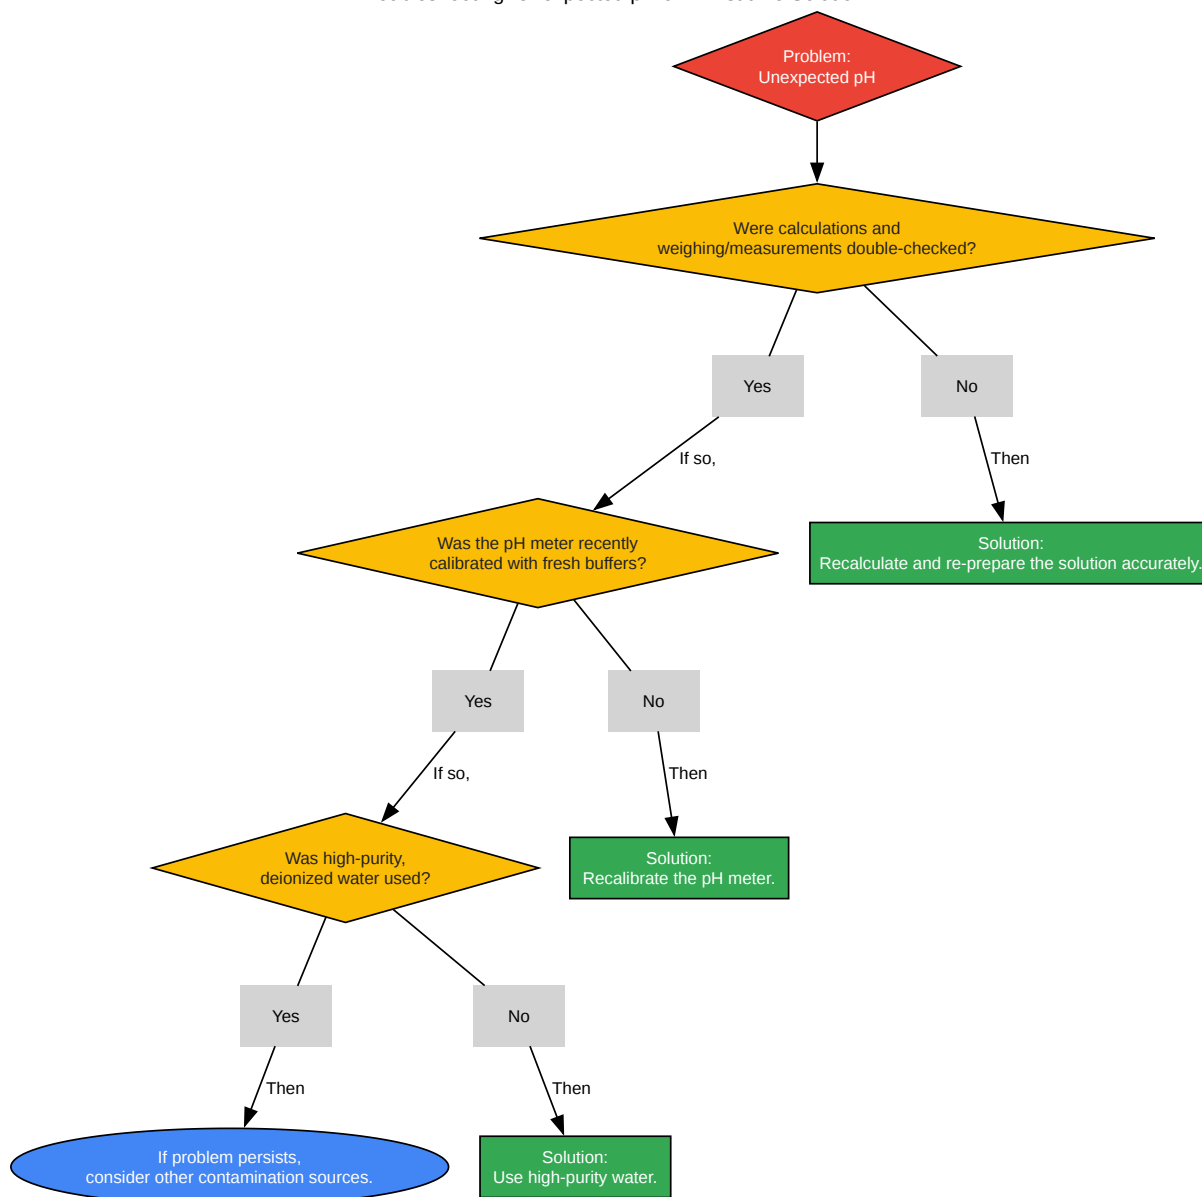 Problem:
Unexpected pH
Were calculations and
weighing/measurements double-checked?
Yes
No
If so,
Then
Was the pH meter recently
calibrated with fresh buffers?
Solution:
Recalculate and re-prepare the solution accurately.
Yes
No
If so,
Then
Was high-purity,
deionized water used?
Solution:
Recalibrate the pH meter.
Yes
No
Then
Then
If problem persists,
consider other contamination sources.
Solution:
Use high-purity water.